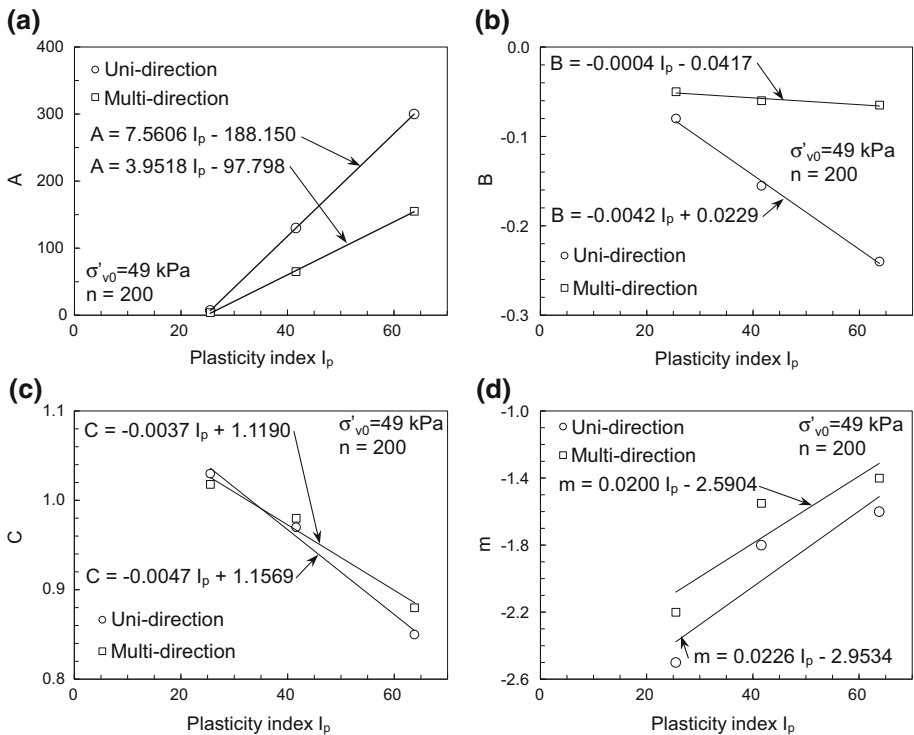 (a)
400
300
200
100
0
A
Uni-direction
Multi-direction
A = 7.5606 Ip - 188.150
A = 3.9518 Ip - 97.798
σ'v0=49 kPa
n = 200
0 20 40 60
Plasticity index Ip
(b)
0.0
-0.1
-0.2
-0.3
B
B = -0.0004 Ip - 0.0417
σ'v0=49 kPa
n = 200
B = -0.0042 Ip + 0.0229
Uni-direction
Multi-direction
0 20 40 60
Plasticity index Ip
(c)
1.1
1.0
0.9
0.8
C
σ'v0=49 kPa
n = 200
C = -0.0037 Ip + 1.1190
C = -0.0047 Ip + 1.1569
Uni-direction
Multi-direction
0 20 40 60
Plasticity index Ip
(d)
-1.0
-1.4
-1.8
-2.2
-2.6
m
σ'v0=49 kPa
n = 200
Uni-direction
Multi-direction
m = 0.0200 Ip - 2.5904
m = 0.0226 Ip - 2.9534
0 20 40 60
Plasticity index Ip